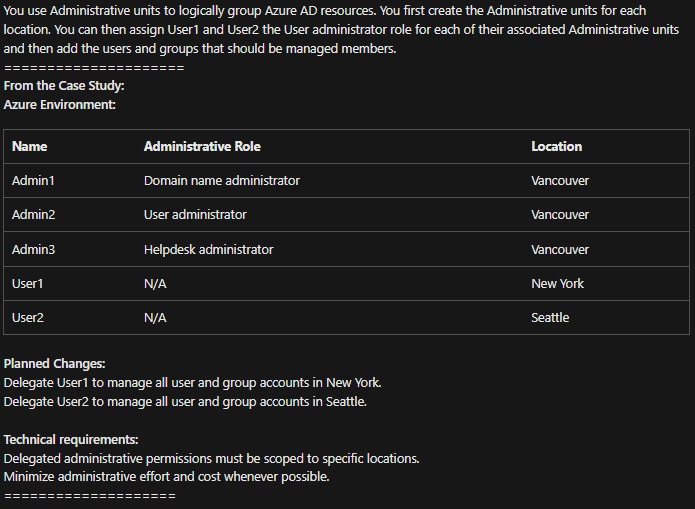 You use Administrative units to logically group Azure AD resources. You first create the Administrative units for each
location. You can then assign User1 and User2 the User administrator role for each of their associated Administrative units
and then add the users and groups that should be managed members.
=====================
From the Case Study:
Azure Environment:
Name Administrative Role Location
Admin1 Domain name administrator Vancouver
Admin2 User administrator Vancouver
Admin3 Helpdesk administrator Vancouver
User1 N/A New York
User2 N/A Seattle
Planned Changes:
Delegate User1 to manage all user and group accounts in New York.
Delegate User2 to manage all user and group accounts in Seattle.
Technical requirements:
Delegated administrative permissions must be scoped to specific locations.
Minimize administrative effort and cost whenever possible.
====================